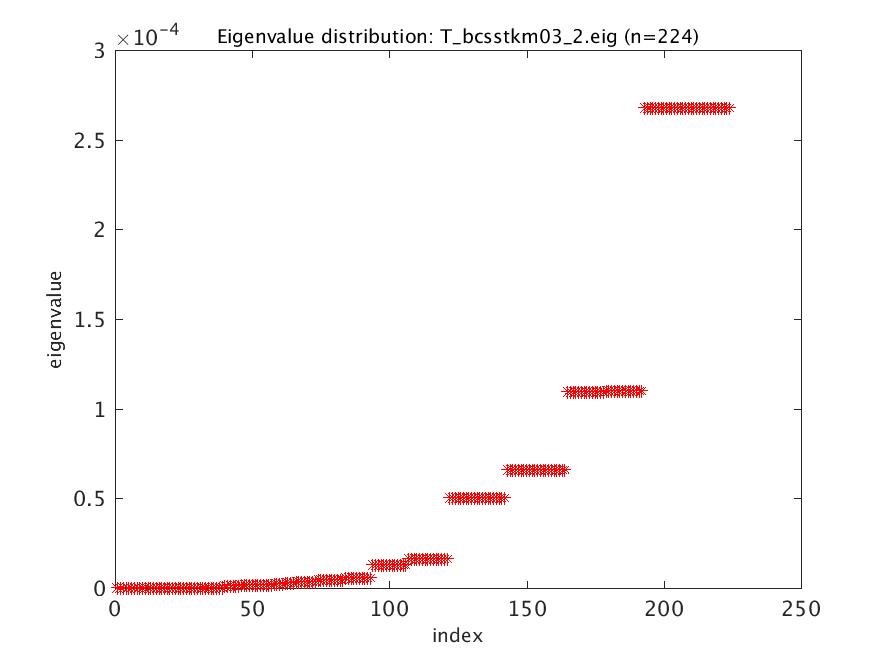 ×10⁻⁴
Eigenvalue distribution: T_bcsstkm03_2.eig (n=224)
3
2.5
2
1.5
1
0.5
0
eigenvalue
0 50 100 150 200 250
index